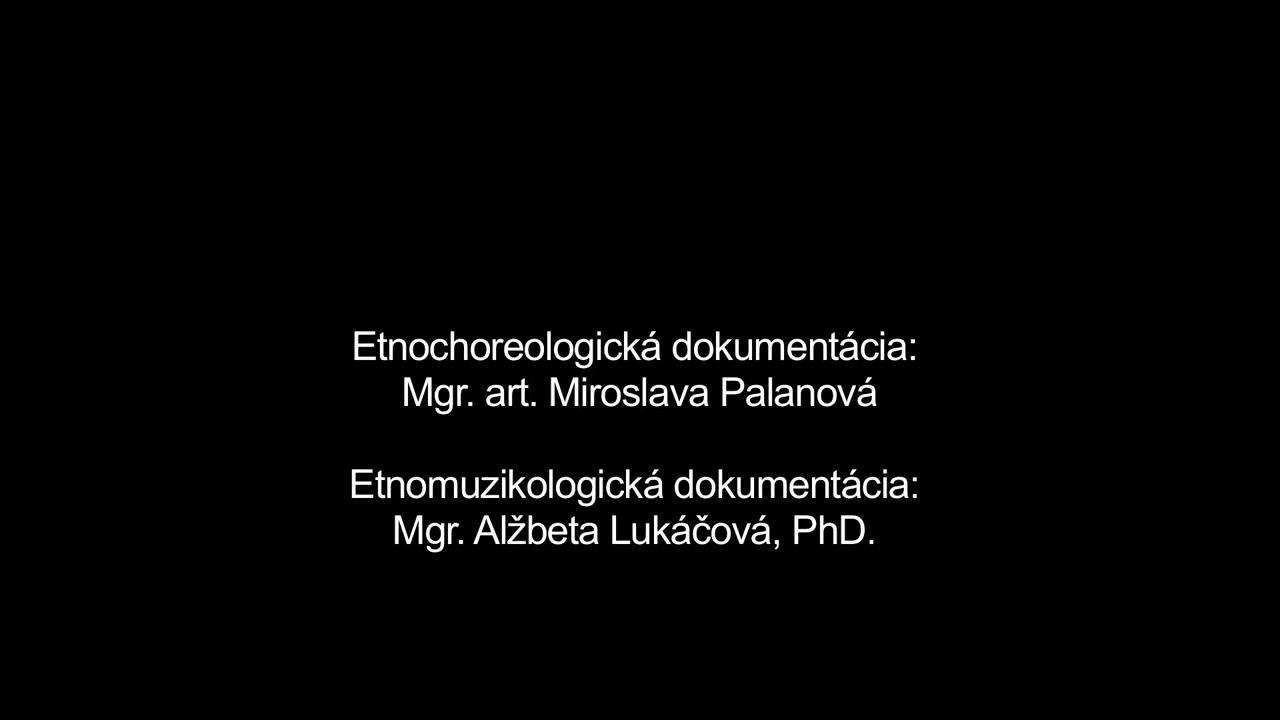 Etnochoreologická dokumentácia:
Mgr. art. Miroslava Palanová
Etnomuzikologická dokumentácia:
Mgr. Alžbeta Lukáčová, PhD.